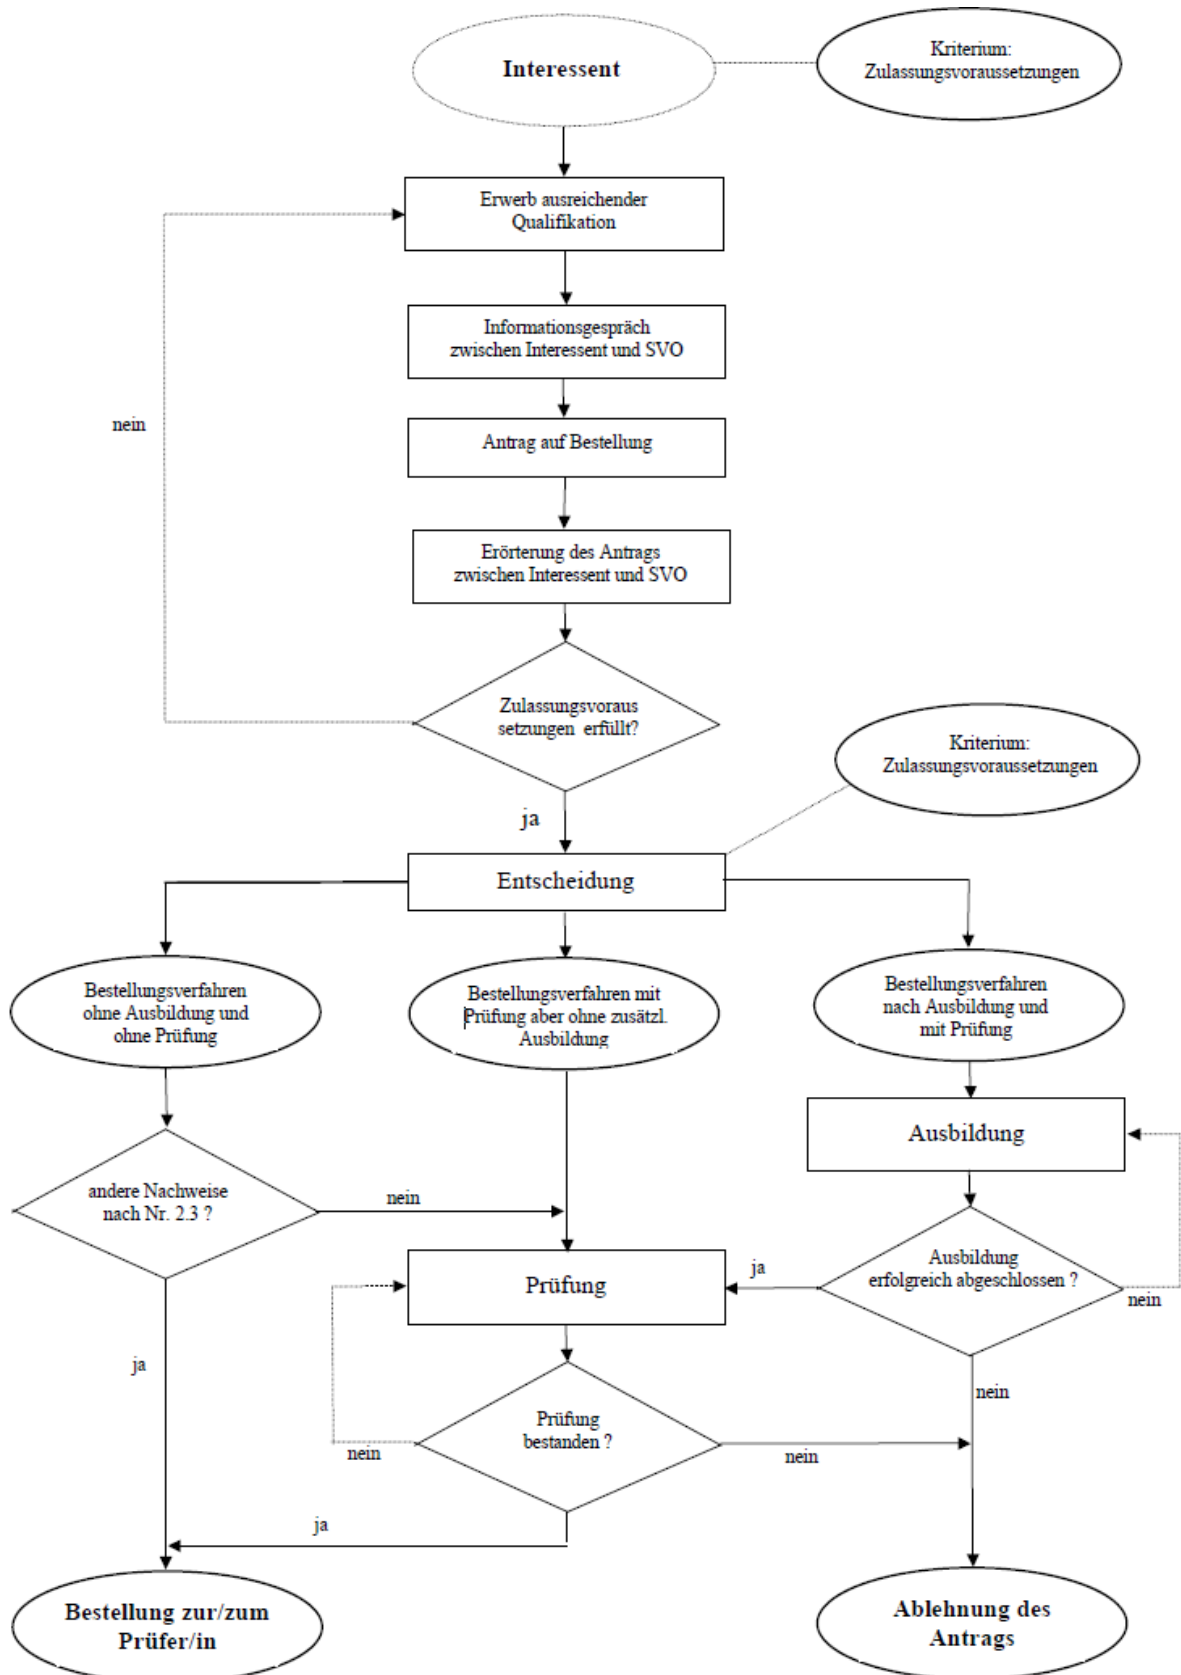 Interessent
Kriterium:
Zulassungsvoraussetzungen
Erwerb ausreichender
Qualifikation
Informationsgespräch
zwischen Interessent und SVO
nein
Antrag auf Bestellung
Erörterung des Antrags
zwischen Interessent und SVO
Zulassungsvoraus
setzungen erfüllt?
Kriterium:
Zulassungsvoraussetzungen
ja
Entscheidung
Bestellungsverfahren
ohne Ausbildung und
ohne Prüfung
Bestellungsverfahren mit
Prüfung aber ohne zusätzl.
Ausbildung
Bestellungsverfahren
nach Ausbildung und
mit Prüfung
Ausbildung
andere Nachweise
nach Nr. 2.3 ?
nein
Prüfung
ja
Ausbildung
erfolgreich abgeschlossen ?
nein
ja
nein
Prüfung
bestanden ?
nein
nein
ja
Bestellung zur/zum
Prüfer/in
Ablehnung des
Antrags